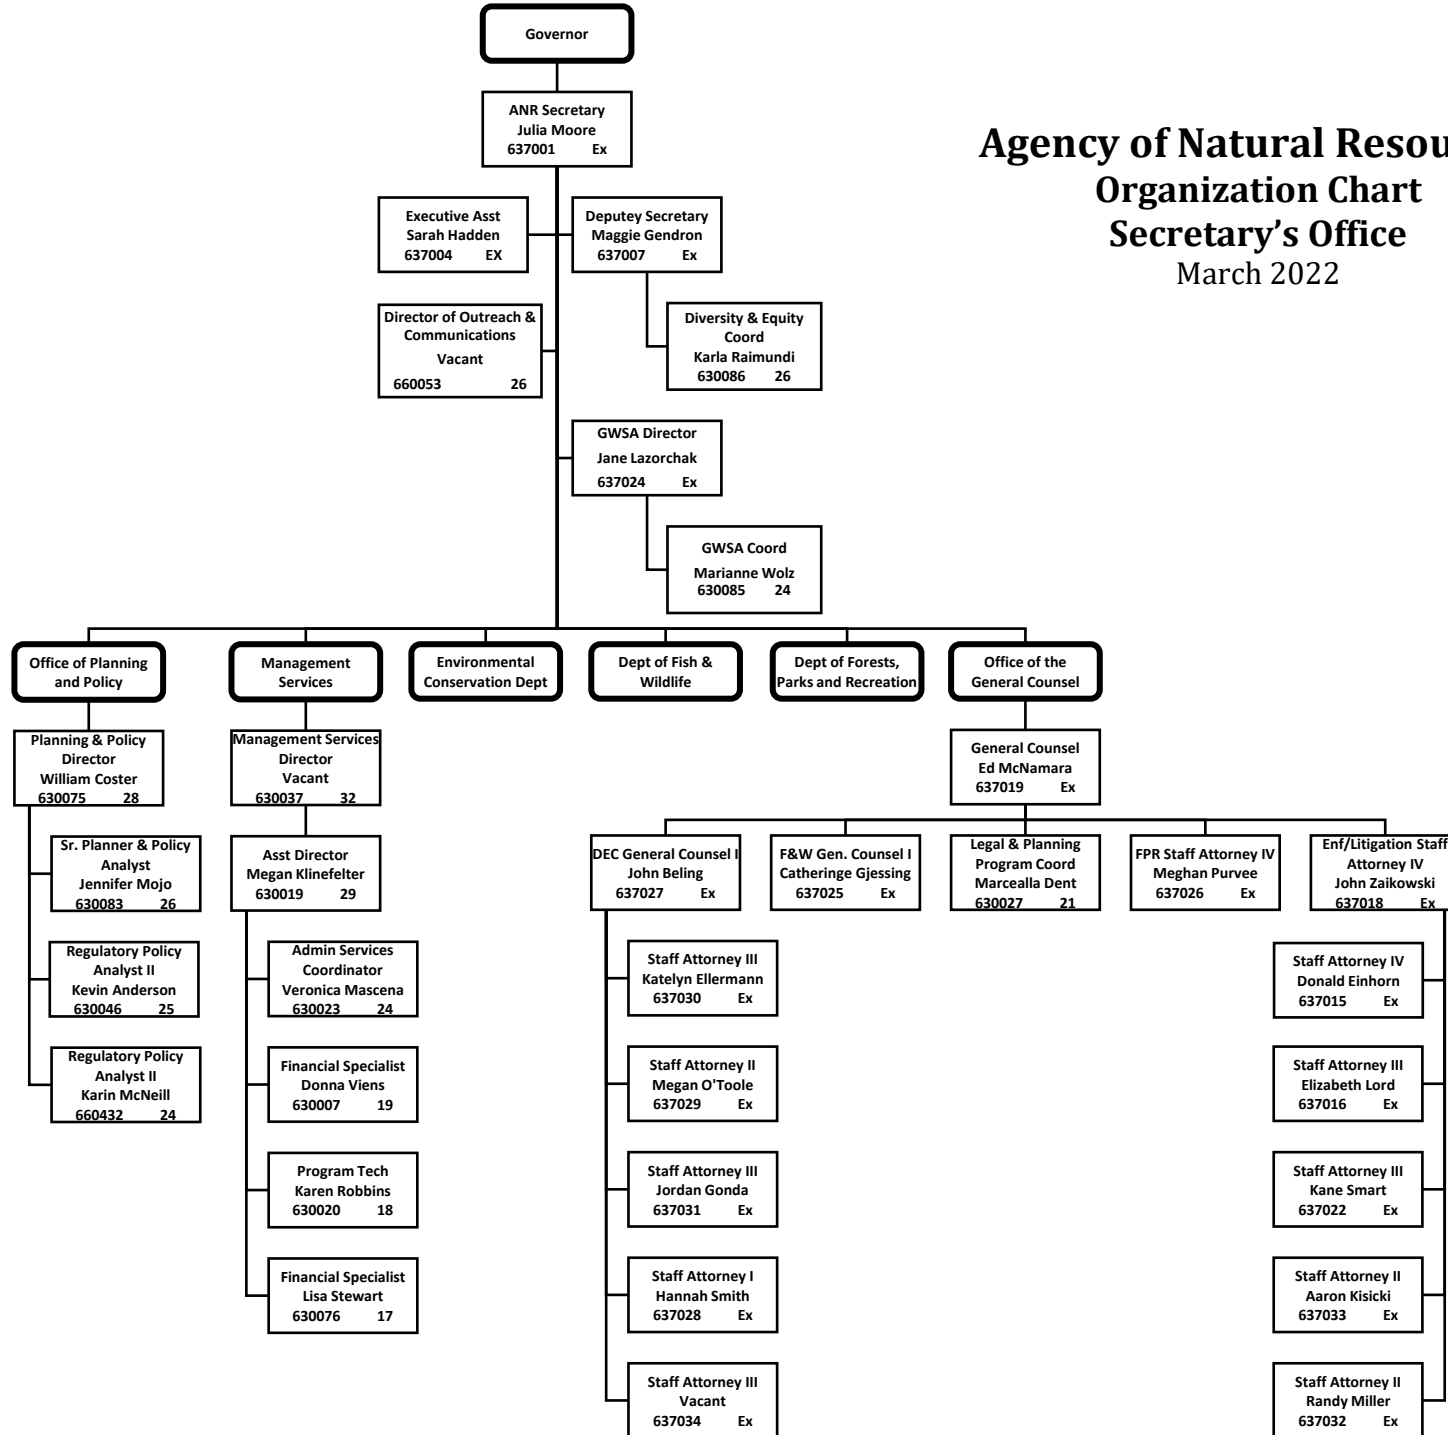 Governor
ANR Secretary
Julia Moore
637001 Ex
Agency of Natural Resou
Organization Chart
Secretary’s Office
March 2022
Executive Asst
Sarah Hadden
637004 EX
Deputey Secretary
Maggie Gendron
637007 Ex
Director of Outreach &
Communications
Vacant
660053 26
Diversity & Equity
Coord
Karla Raimundi
630086 26
GWSA Director
Jane Lazorchak
637024 Ex
GWSA Coord
Marianne Wolz
630085 24
Office of Planning
and Policy
Management
Services
Environmental
Conservation Dept
Dept of Fish &
Wildlife
Dept of Forests,
Parks and Recreation
Office of the
General Counsel
Planning & Policy
Director
William Coster
630075 28
Management Services
Director
Vacant
630037 32
General Counsel
Ed McNamara
637019 Ex
Sr. Planner & Policy
Analyst
Jennifer Mojo
630083 26
Asst Director
Megan Klinefelter
630019 29
DEC General Counsel I
John Beling
637027 Ex
F&W Gen. Counsel I
Catheringe Gjessing
637025 Ex
Legal & Planning
Program Coord
Marcealla Dent
630027 21
FPR Staff Attorney IV
Meghan Purvee
637026 Ex
Enf/Litigation Staff
Attorney IV
John Zaikowski
637018 Ex
Regulatory Policy
Analyst II
Kevin Anderson
630046 25
Admin Services
Coordinator
Veronica Mascena
630023 24
Staff Attorney III
Katelyn Ellermann
637030 Ex
Staff Attorney IV
Donald Einhorn
637015 Ex
Regulatory Policy
Analyst II
Karin McNeill
660432 24
Financial Specialist
Donna Viens
630007 19
Staff Attorney II
Megan O'Toole
637029 Ex
Staff Attorney III
Elizabeth Lord
637016 Ex
Program Tech
Karen Robbins
630020 18
Staff Attorney III
Jordan Gonda
637031 Ex
Staff Attorney III
Kane Smart
637022 Ex
Financial Specialist
Lisa Stewart
630076 17
Staff Attorney I
Hannah Smith
637028 Ex
Staff Attorney II
Aaron Kisicki
637033 Ex
Staff Attorney III
Vacant
637034 Ex
Staff Attorney II
Randy Miller
637032 Ex